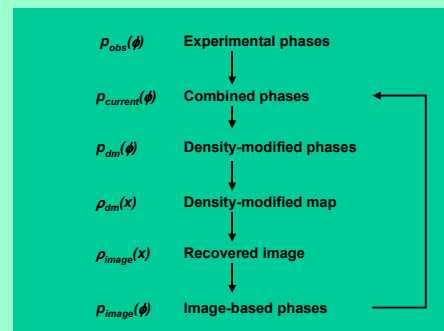 p_obs(ϕ) Experimental phases
p_current(ϕ) Combined phases
p_dm(ϕ) Density-modified phases
ρ_dm(x) Density-modified map
ρ_image(x) Recovered image
p_image(ϕ) Image-based phases